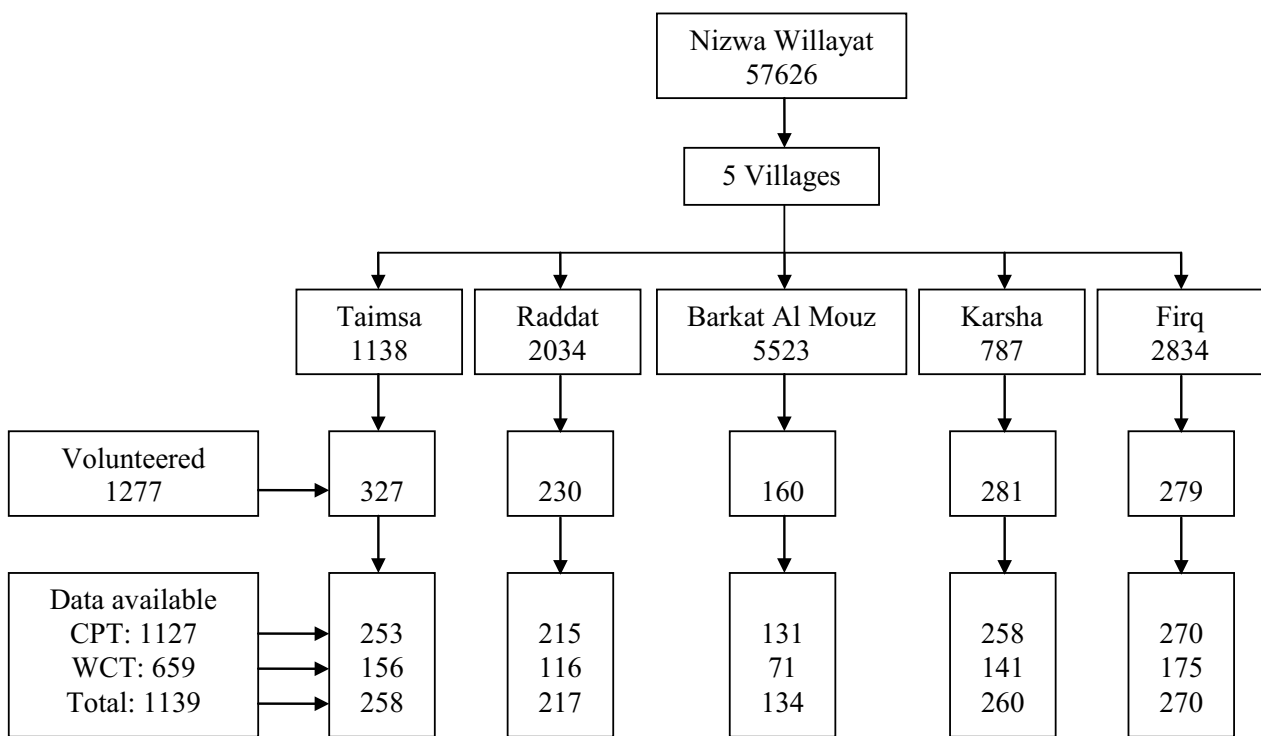 Nizwa Willayat
57626
5 Villages
Taimsa
1138
Raddat
2034
Barkat Al Mouz
5523
Karsha
787
Firq
2834
Volunteered
1277
327
230
160
281
279
Data available
CPT: 1127
WCT: 659
Total: 1139
253
156
258
215
116
217
131
71
134
258
141
260
270
175
270